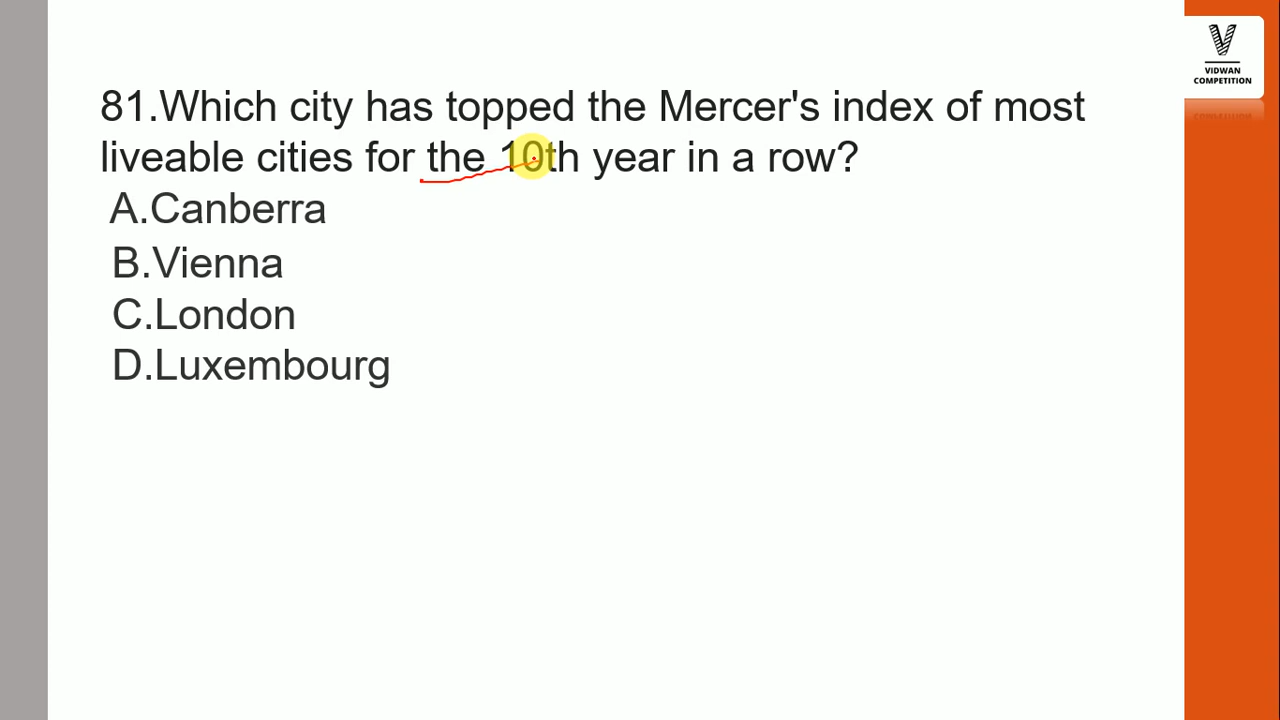 81.Which city has topped the Mercer's index of most
liveable cities for the 10th year in a row?
A.Canberra
B.Vienna
C.London
D.Luxembourg
V
VIDWAN
COMPETITION